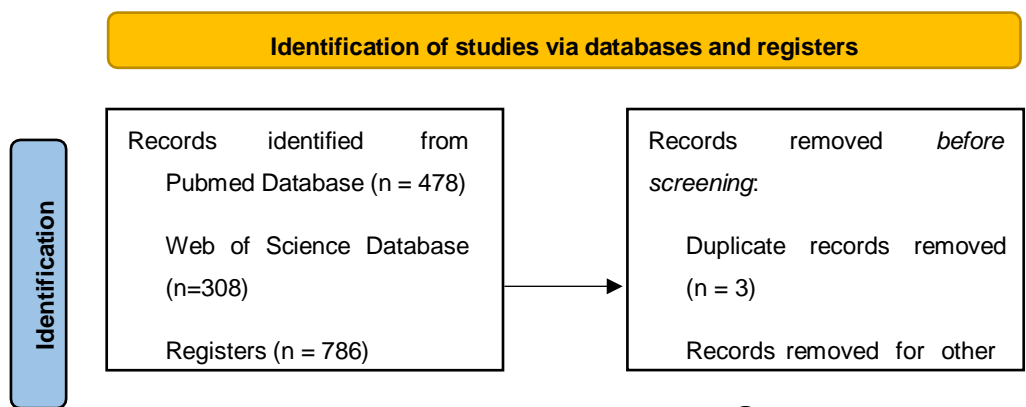 Identification of studies via databases and registers
Identification
Records identified from
Pubmed Database (n = 478)
Web of Science Database
(n=308)
Registers (n = 786)
Records removed before
screening:
Duplicate records removed
(n = 3)
Records removed for other